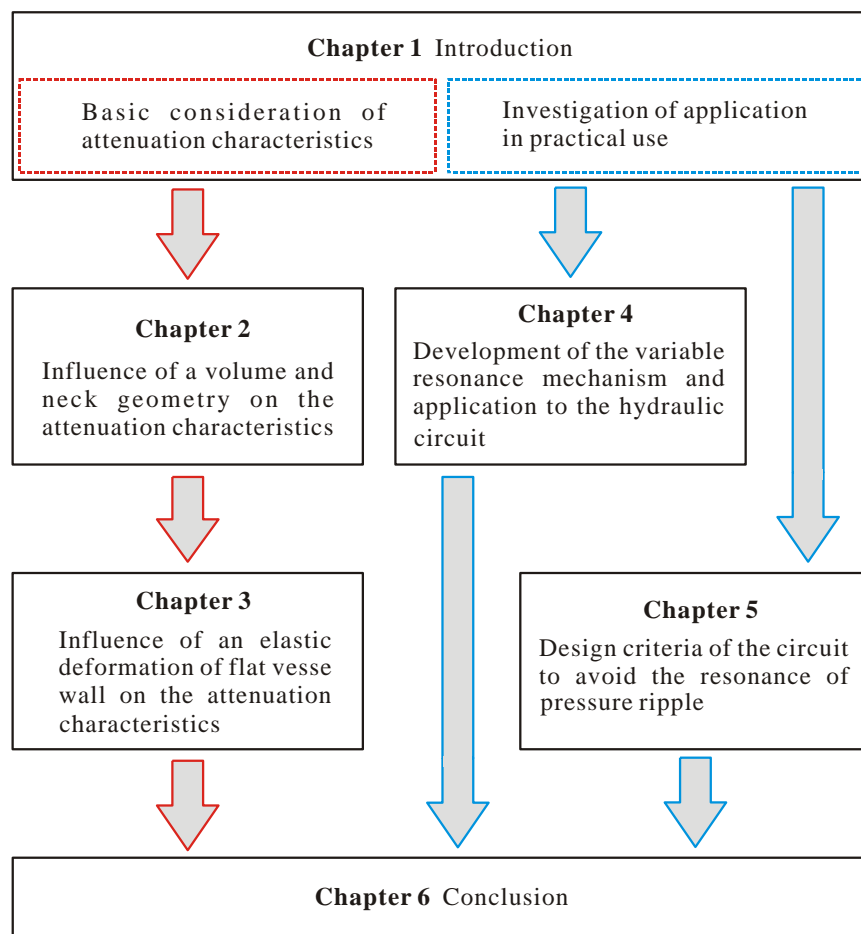 Chapter 1 Introduction
Basic consideration of
attenuation characteristics
Investigation of application
in practical use
Chapter 2
Influence of a volume and
neck geometry on the
attenuation characteristics
Chapter 4
Development of the variable
resonance mechanism and
application to the hydraulic
circuit
Chapter 3
Influence of an elastic
deformation of flat vesse
wall on the attenuation
characteristics
Chapter 5
Design criteria of the circuit
to avoid the resonance of
pressure ripple
Chapter 6 Conclusion